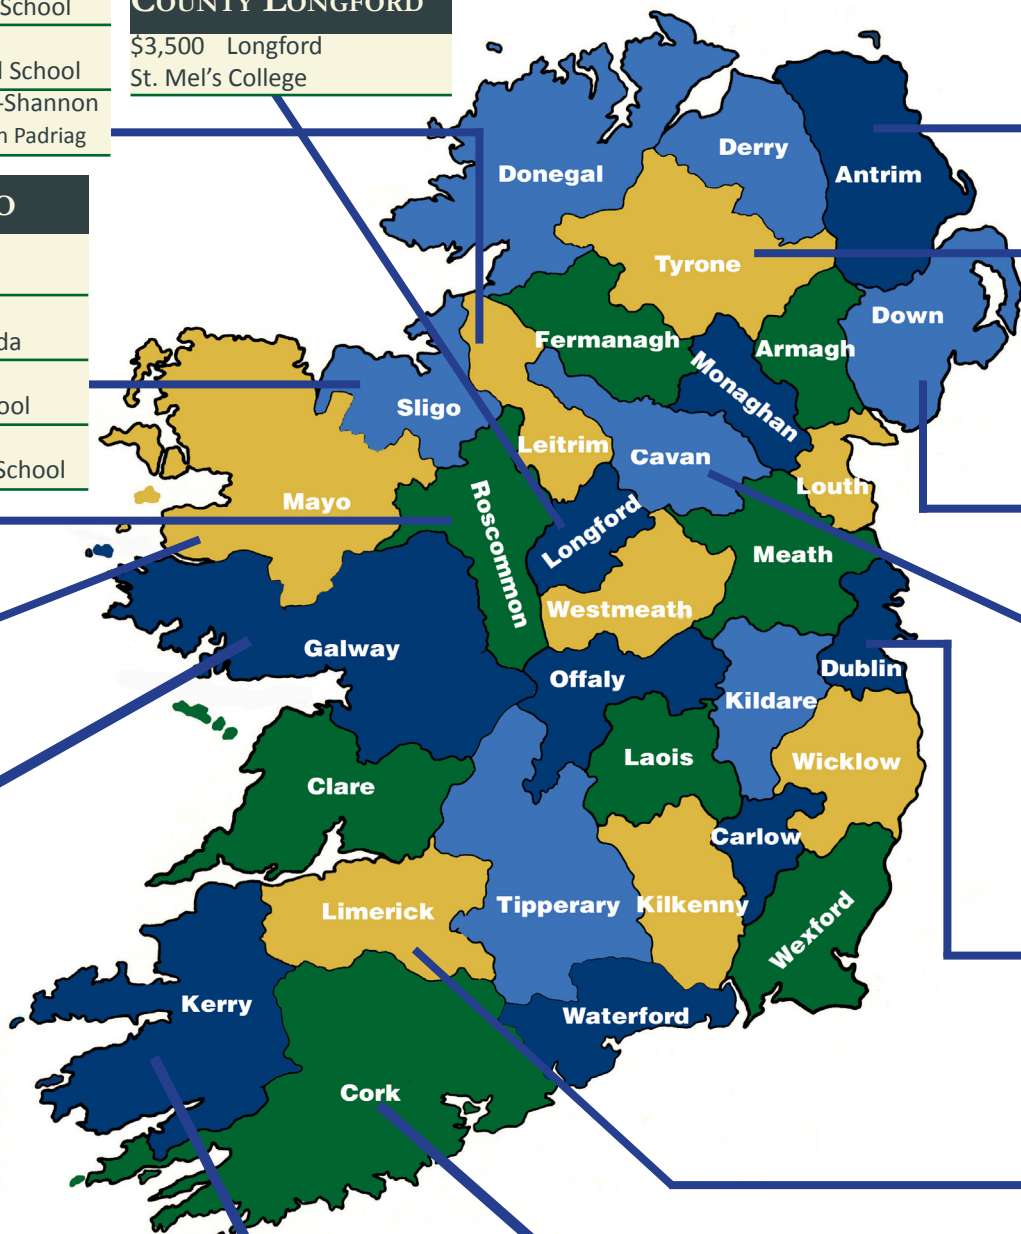 School
County Longford
$3,500 Longford
St. Mel's College
School
-Shannon
Padriag
School
Donegal
Derry
Antrim
Tyrone
Down
Fermanagh
Armagh
Monaghan
Sligo
Leitrim
Cavan
Louth
Mayo
Roscommon
Longford
Meath
Westmeath
Galway
Offaly
Dublin
Kildare
Laois
Wicklow
Clare
Carlow
Limerick
Tipperary
Kilkenny
Wexford
Kerry
Waterford
Cork